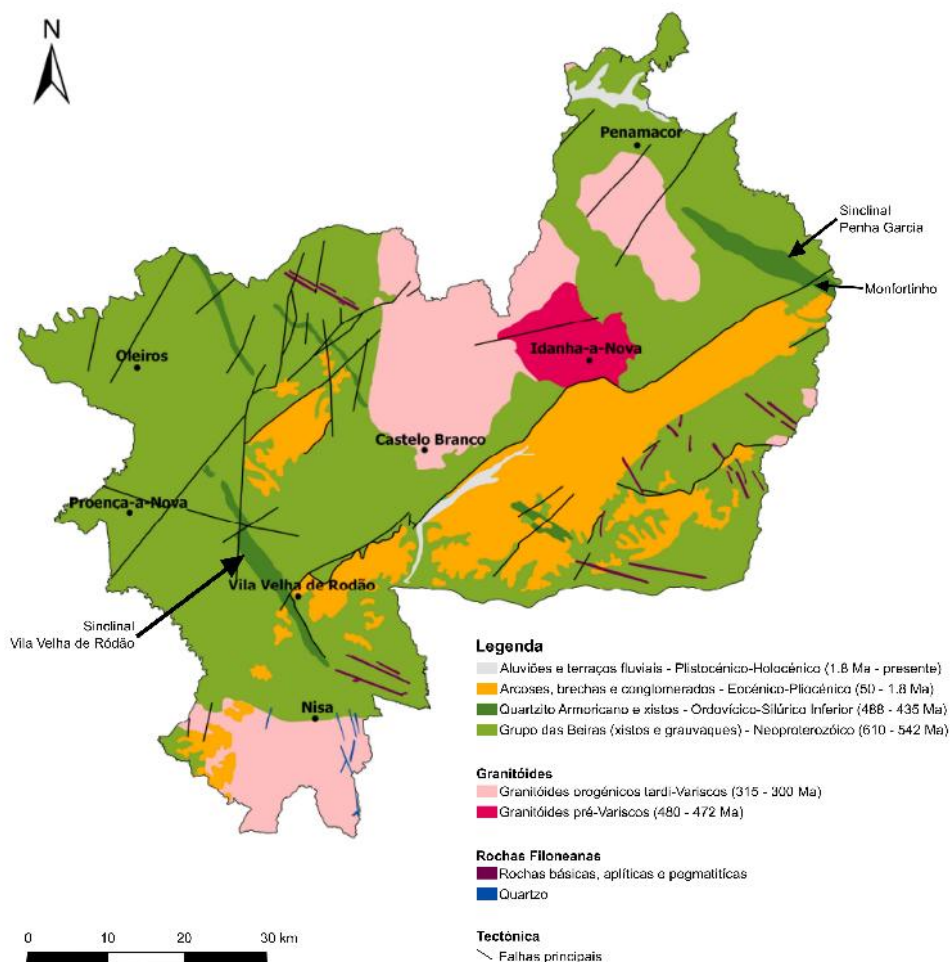 N
Penamacor
Sinclinal
Penha Garcia
Monfortinho
Oleiros
Idanha-a-Nova
Castelo Branco
Proença-a-Nova
Vila Velha de Rodão
Sinclinal
Vila Velha de Ródão
Nisa
Legenda
Aluviões e terraços fluviais - Plistocénico-Holocénico (1.8 Ma - presente)
Arcoses, brechas e conglomerados - Eocénico-Pliocénico (50 - 1.8 Ma)
Quartzito Armoricano e xistos - Ordovícico-Silúrico Inferior (488 - 435 Ma)
Grupo das Beiras (xistos e grauvaques) - Neoproterozóico (610 - 542 Ma)
Granitóides
Granitóides orogénicos tardi-Variscos (315 - 300 Ma)
Granitóides pré-Variscos (480 - 472 Ma)
Rochas Filoneanas
Rochas básicas, aplíticas e pegmatitícas
Quartzo
Tectónica
Falhas principais
0 10 20 30 km